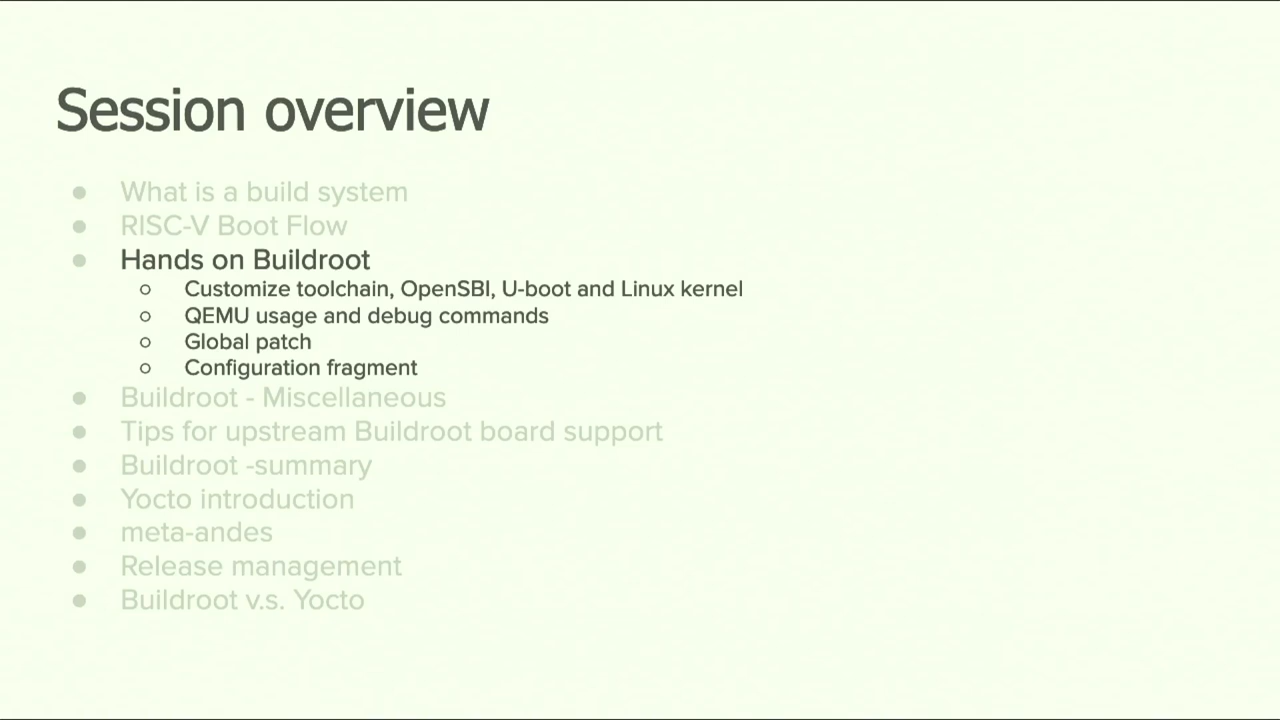 Session overview
What is a build system
RISC-V Boot Flow
Hands on Buildroot
Customize toolchain, OpenSBI, U-boot and Linux kernel
QEMU usage and debug commands
Global patch
Configuration fragment
Buildroot - Miscellaneous
Tips for upstream Buildroot board support
Buildroot -summary
Yocto introduction
meta-andes
Release management
Buildroot v.s. Yocto